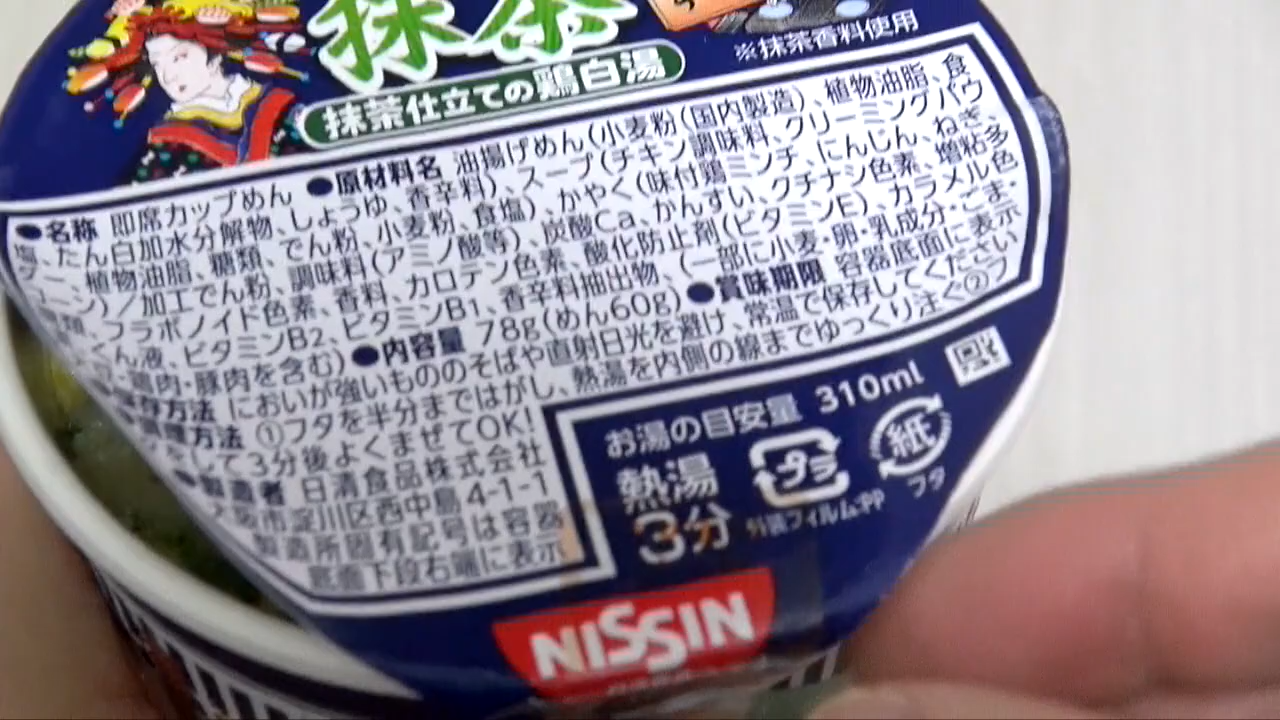 抹茶
※抹茶香料使用
抹茶仕立ての鶏白湯
●名称 即席カップめん ●原材料名 油揚げめん(小麦粉(国内製造)、植物油脂、食
塩、たん白加水分解物、しょうゆ、香辛料)、スープ(チキン調味料、クリーミングパウ
ダー、植物油脂、糖類、でん粉、小麦粉、食塩)、かやく(味付鶏ミンチ、にんじん、ねぎ、
コーン)/加工でん粉、調味料(アミノ酸等)、炭酸Ca、かんすい、クチナシ色素、増粘多
糖類、フラボノイド色素、香料、カロテン色素、酸化防止剤(ビタミンE)、カラメル色
くん液、ビタミンB2、ビタミンB1、香辛料抽出物、(一部に小麦・卵・乳成分・ごま・
鶏肉・豚肉を含む) ●内容量 78g(めん60g) ●賞味期限 容器底面に表示
保存方法 においが強いもののそばや直射日光を避け、常温で保存してください
調理方法 ①フタを半分まではがし、熱湯を内側の線までゆっくり注ぐ②フ
をして3分後よくまぜてOK!
●製造者 日清食品株式会社
大阪市淀川区西中島4-1-1
製造所固有記号は容器
底面下段右端に表示
お湯の目安量 310ml
熱湯
3分
プラ
外装フィルム:PP
紙
フタ
NISSIN